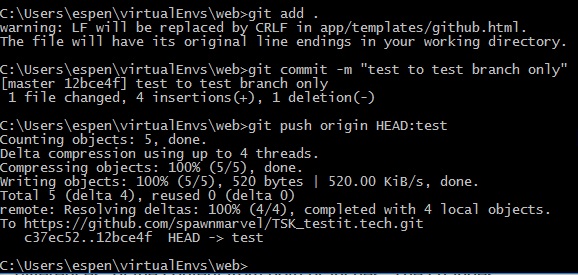 C:\Users\espen\virtualEnvs\web>git add .
warning: LF will be replaced by CRLF in app/templates/github.html.
The file will have its original line endings in your working directory.
C:\Users\espen\virtualEnvs\web>git commit -m "test to test branch only"
[master 12bce4f] test to test branch only
1 file changed, 4 insertions(+), 1 deletion(-)
C:\Users\espen\virtualEnvs\web>git push origin HEAD:test
Counting objects: 5, done.
Delta compression using up to 4 threads.
Compressing objects: 100% (5/5), done.
Writing objects: 100% (5/5), 520 bytes | 520.00 KiB/s, done.
Total 5 (delta 4), reused 0 (delta 0)
remote: Resolving deltas: 100% (4/4), completed with 4 local objects.
To https://github.com/spawnmarvel/TSK_testit.tech.git
c37ec52..12bce4f  HEAD -> test
C:\Users\espen\virtualEnvs\web>